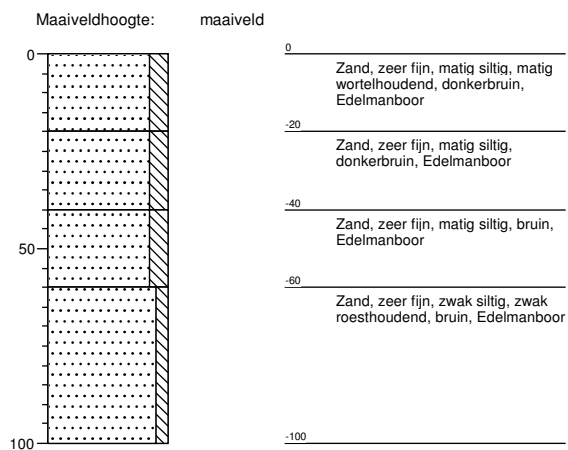 Maaiveldhoogte: maaiveld
0
50
100
0
Zand, zeer fijn, matig siltig, matig
wortelhoudend, donkerbruin,
Edelmanboor
-20
Zand, zeer fijn, matig siltig,
donkerbruin, Edelmanboor
-40
Zand, zeer fijn, matig siltig, bruin,
Edelmanboor
-60
Zand, zeer fijn, zwak siltig, zwak
roesthoudend, bruin, Edelmanboor
-100